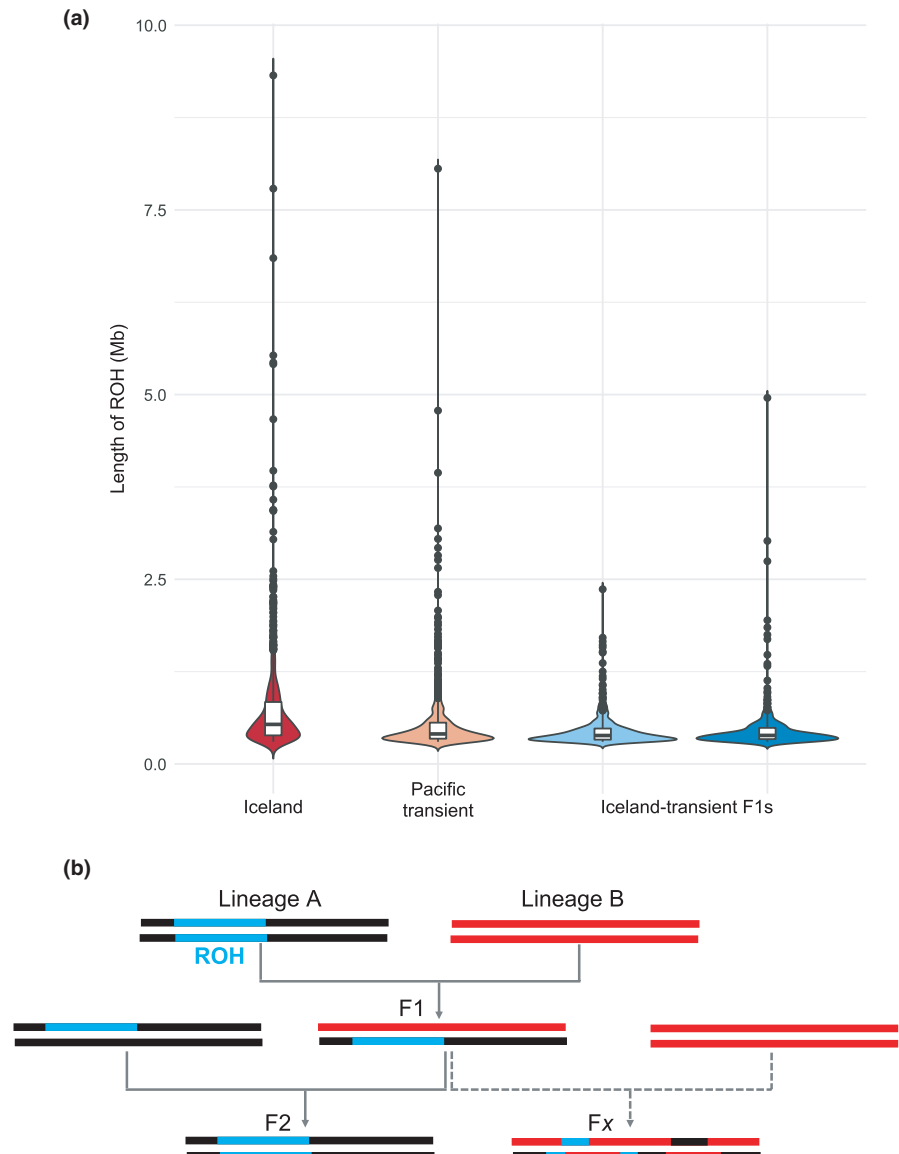 (a)
10.0
7.5
5.0
2.5
0.0
Length of ROH (Mb)
Iceland
Pacific
transient
Iceland-transient F1s
(b)
Lineage A
Lineage B
ROH
F1
F2
Fx